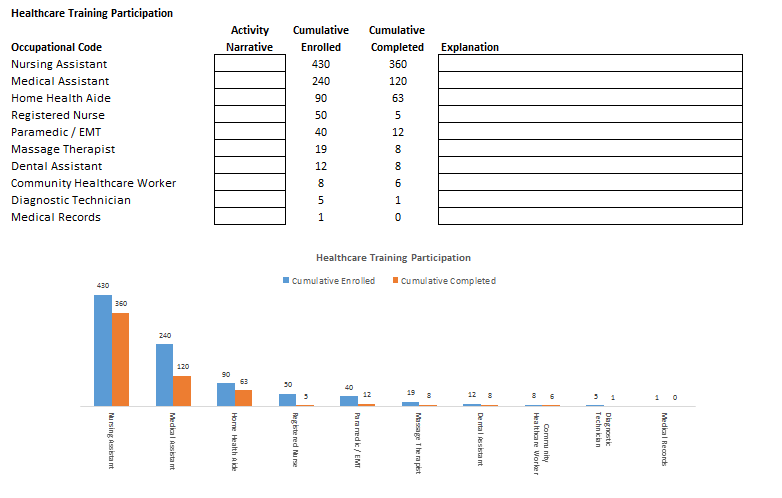 Healthcare Training Participation
Activity Cumulative Cumulative
Occupational Code Narrative Enrolled Completed Explanation
Nursing Assistant 430 360
Medical Assistant 240 120
Home Health Aide 90 63
Registered Nurse 50 5
Paramedic / EMT 40 12
Massage Therapist 19 8
Dental Assistant 12 8
Community Healthcare Worker 8 6
Diagnostic Technician 5 1
Medical Records 1 0
Healthcare Training Participation
Cumulative Enrolled Cumulative Completed
430 360
240 120
90 63
50 5
40 12
19 8
12 8
8 6
5 1
1 0
Nursing Assistant
Medical Assistant
Home Health Aide
Registered Nurse
Paramedic / EMT
Massage Therapist
Dental Assistant
Community
Healthcare Worker
Diagnostic
Technician
Medical Records